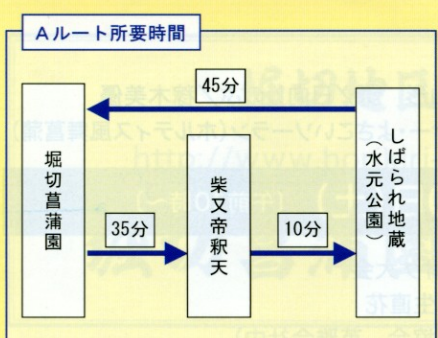 Aルート所要時間
45分
堀切菖蒲園
35分
柴又帝釈天
10分
しばられ地蔵
（水元公園）